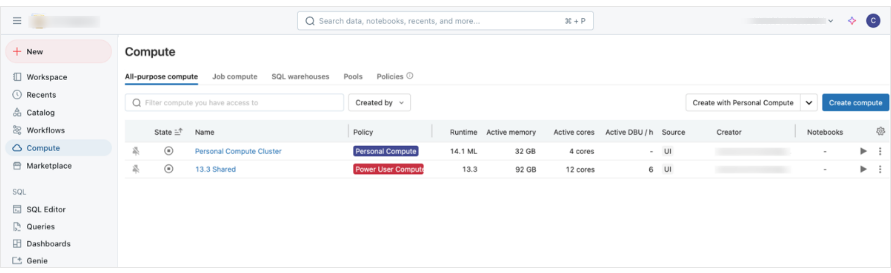 Search data, notebooks, recents, and more... ⌘ + P
C
+ New
Workspace
Recents
Catalog
Workflows
Compute
Marketplace
SQL
SQL Editor
Queries
Dashboards
Genie
Compute
All-purpose compute Job compute SQL warehouses Pools Policies
Filter compute you have access to Created by Create with Personal Compute Create compute
State Name Policy Runtime Active memory Active cores Active DBU / h Source Creator Notebooks
Personal Compute Cluster Personal Compute 14.1 ML 32 GB 4 cores - UI -
13.3 Shared Power User Compute 13.3 92 GB 12 cores 6 UI -